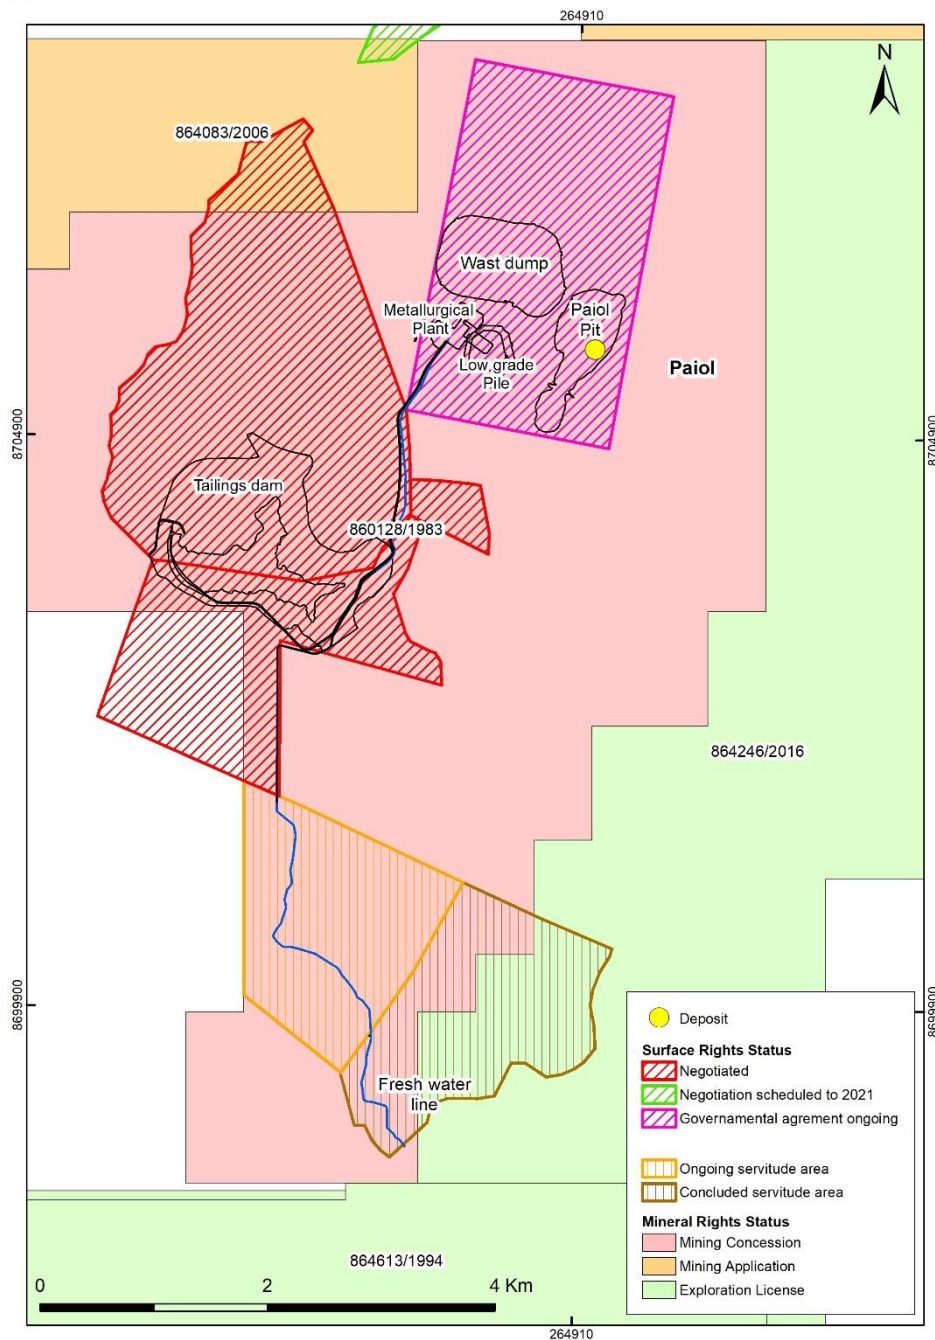 264910
N
864083/2006
Wast dump
Metallurgical
Plant
Paiol
Pit
Low grade
Pile
Paiol
8704900
8704900
Tailings dam
860128/1983
864246/2016
8699900
8699900
Fresh water
line
864613/1994
0 2 4 Km
264910
Deposit
Surface Rights Status
Negotiated
Negotiation scheduled to 2021
Governamental agrement ongoing
Ongoing servitude area
Concluded servitude area
Mineral Rights Status
Mining Concession
Mining Application
Exploration License